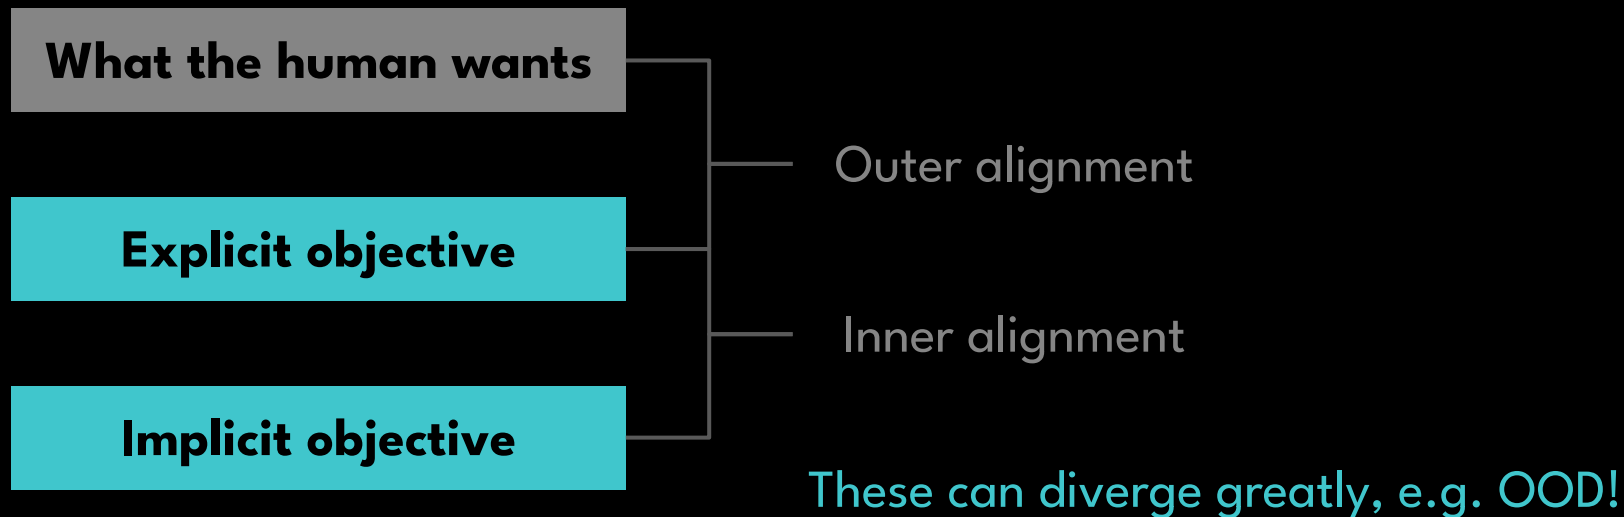 What the human wants
Outer alignment
Explicit objective
Inner alignment
Implicit objective
These can diverge greatly, e.g. OOD!